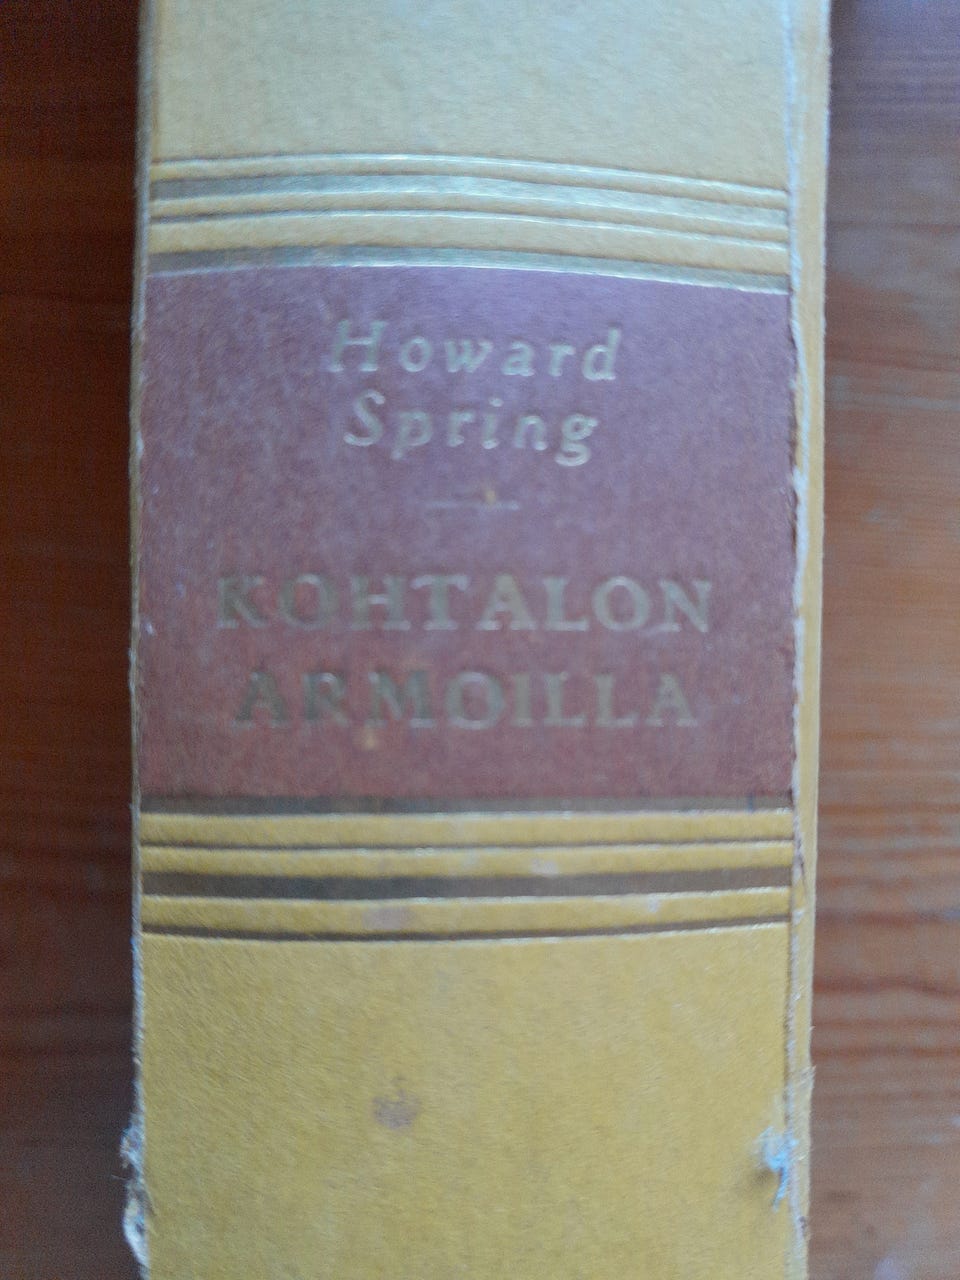 Howard
Spring
KOHTALON
ARMOILLA